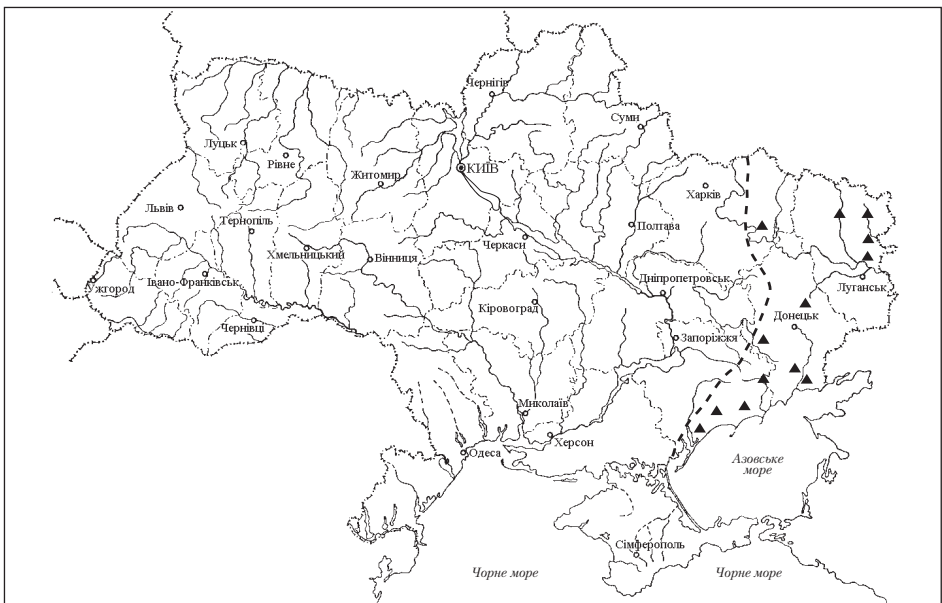 Чернігів
Суми
Луцьк
Рівне
Житомир
КИЇВ
Харків
Львів
Тернопіль
Полтава
Хмельницький
Вінниця
Черкаси
Ужгород
Івано-Франківськ
Дніпропетровськ
Луганськ
Кіровоград
Донецьк
Чернівці
Запоріжжя
Миколаїв
Херсон
Одеса
Азовське
море
Сімферополь
Чорне море
Чорне море